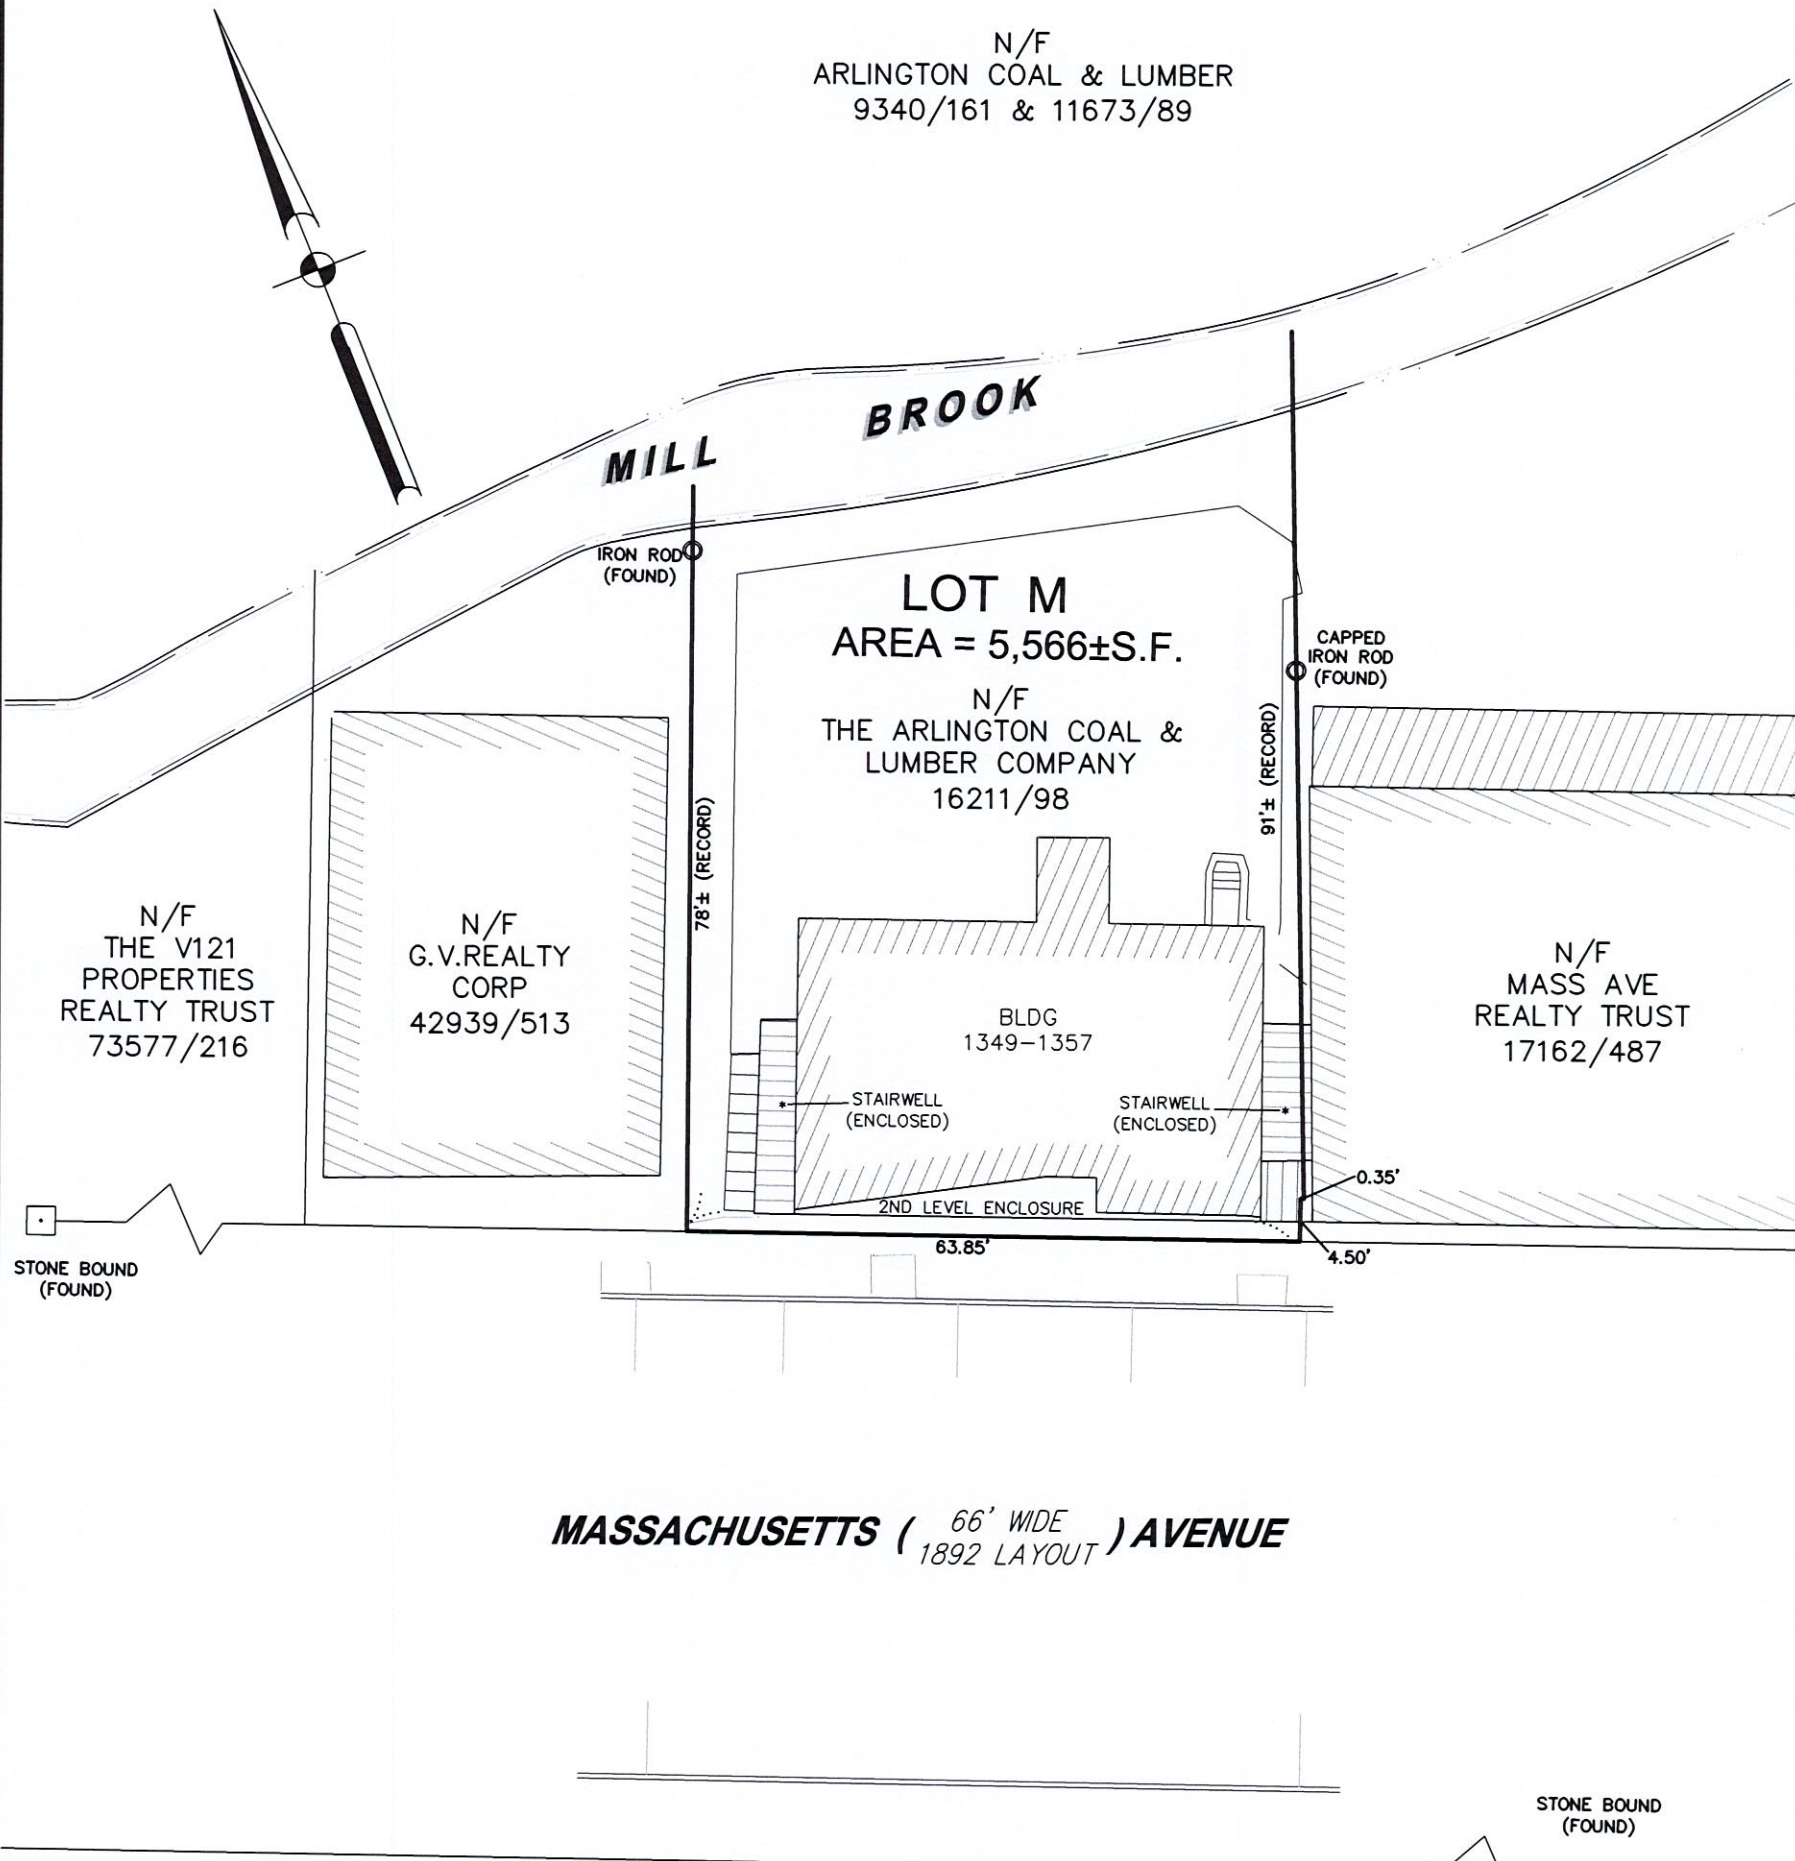 N/F
ARLINGTON COAL & LUMBER
9340/161 & 11673/89
MILL BROOK
IRON ROD
(FOUND)
LOT M
AREA = 5,566±S.F.
N/F
THE ARLINGTON COAL &
LUMBER COMPANY
16211/98
CAPPED
IRON ROD
(FOUND)
78'± (RECORD)
91'± (RECORD)
N/F
THE V121
PROPERTIES
REALTY TRUST
73577/216
N/F
G.V.REALTY
CORP
42939/513
BLDG
1349-1357
N/F
MASS AVE
REALTY TRUST
17162/487
STAIRWELL
(ENCLOSED)
STAIRWELL
(ENCLOSED)
0.35'
2ND LEVEL ENCLOSURE
63.85'
4.50'
STONE BOUND
(FOUND)
MASSACHUSETTS ( 66' WIDE
1892 LAYOUT ) AVENUE
STONE BOUND
(FOUND)